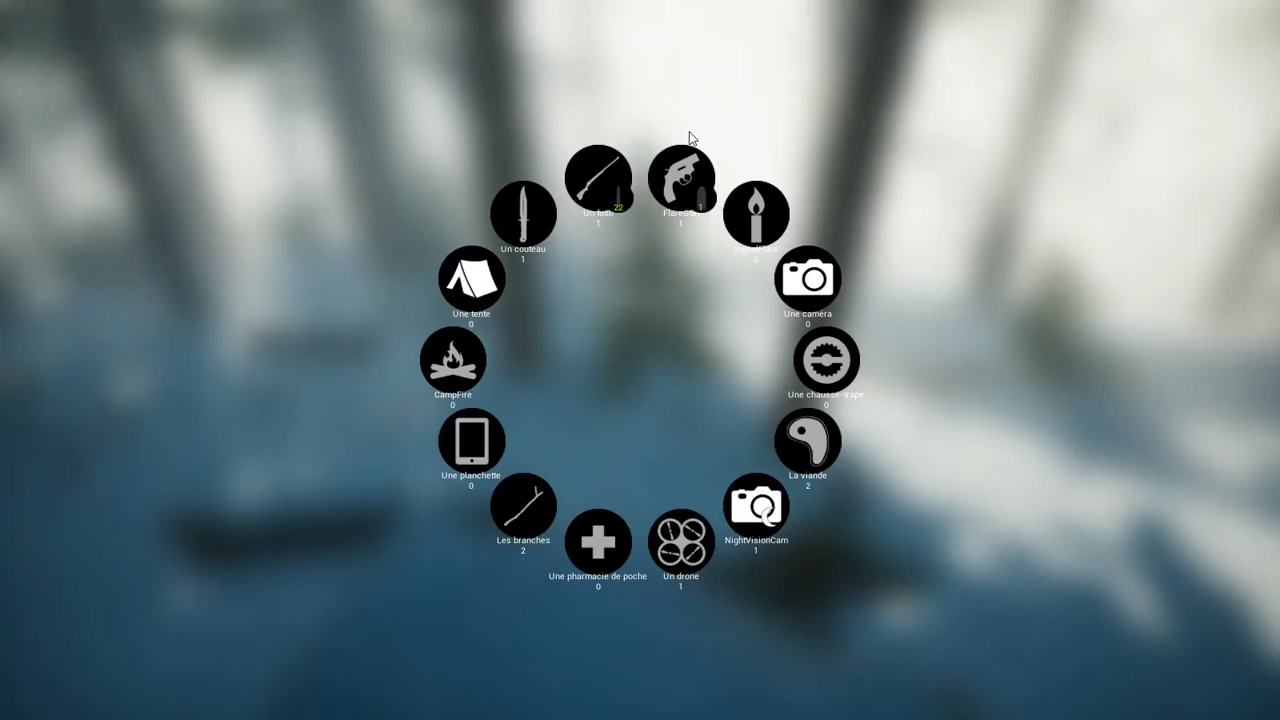 22
Un fusil
1
1
FlareGun
1
0
Un couteau
1
Une tente
0
Une caméra
0
CampFire
0
Une chausse-trape
0
Une planchette
0
La viande
2
Les branches
2
NightVisionCam
1
Une pharmacie de poche
0
Un drone
1